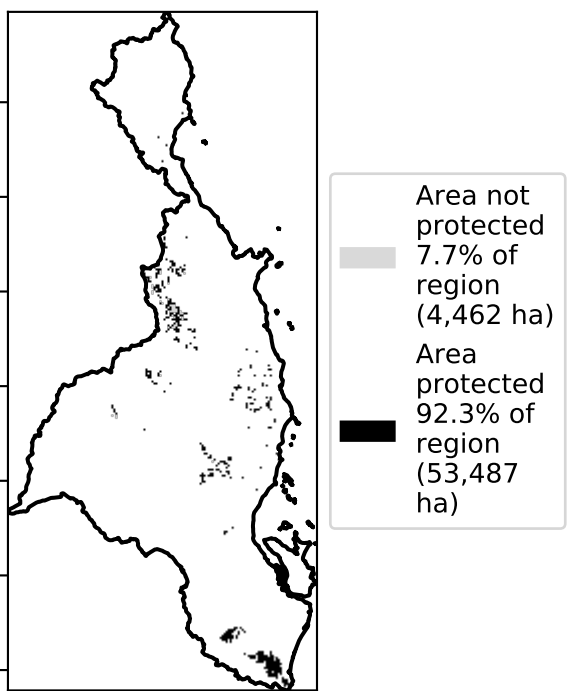 Area not
protected
7.7% of
region
(4,462 ha)
Area
protected
92.3% of
region
(53,487
ha)